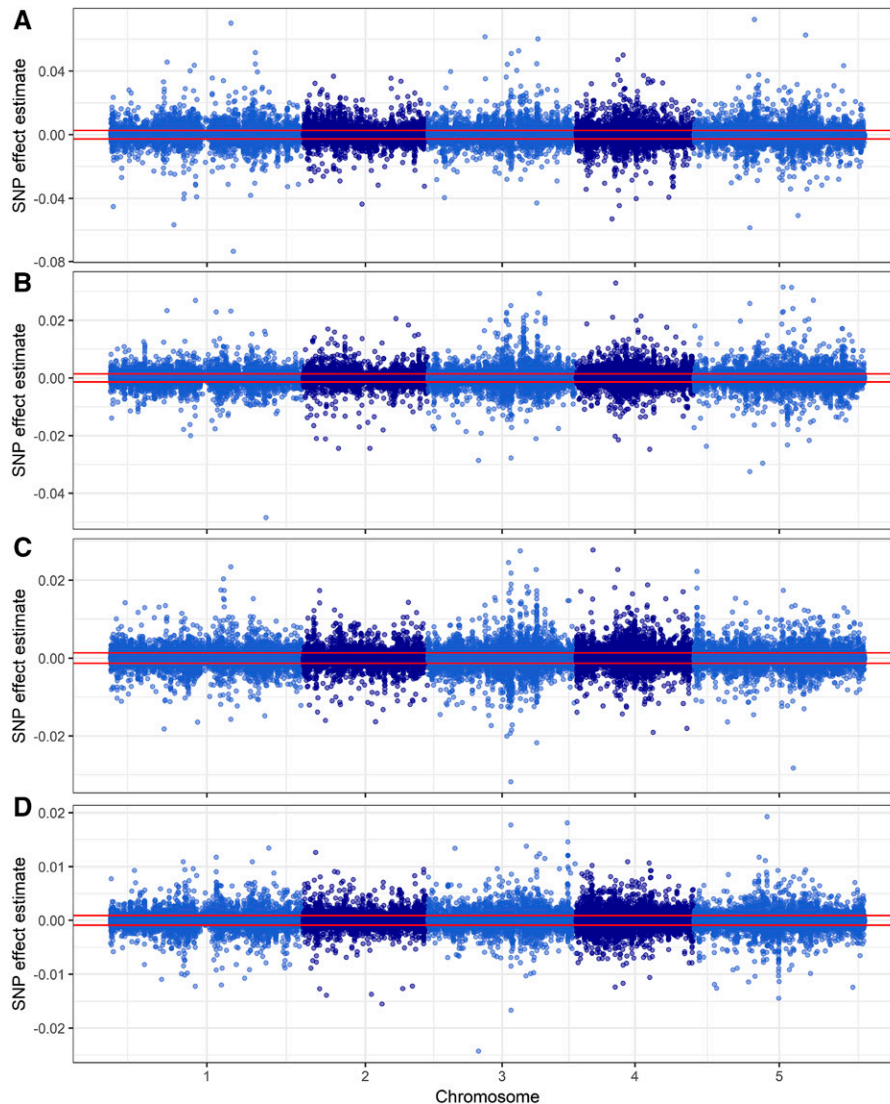 A
SNP effect estimate
0.04
0.00
-0.04
-0.08
B
SNP effect estimate
0.02
0.00
-0.02
-0.04
C
SNP effect estimate
0.02
0.00
-0.02
D
SNP effect estimate
0.02
0.01
0.00
-0.01
-0.02
1 2 3 4 5
Chromosome